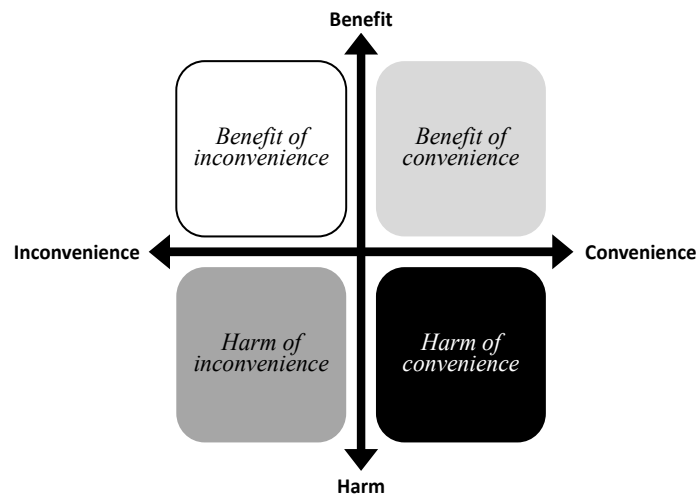 Benefit
Benefit of
inconvenience
Benefit of
convenience
Inconvenience
Convenience
Harm of
inconvenience
Harm of
convenience
Harm